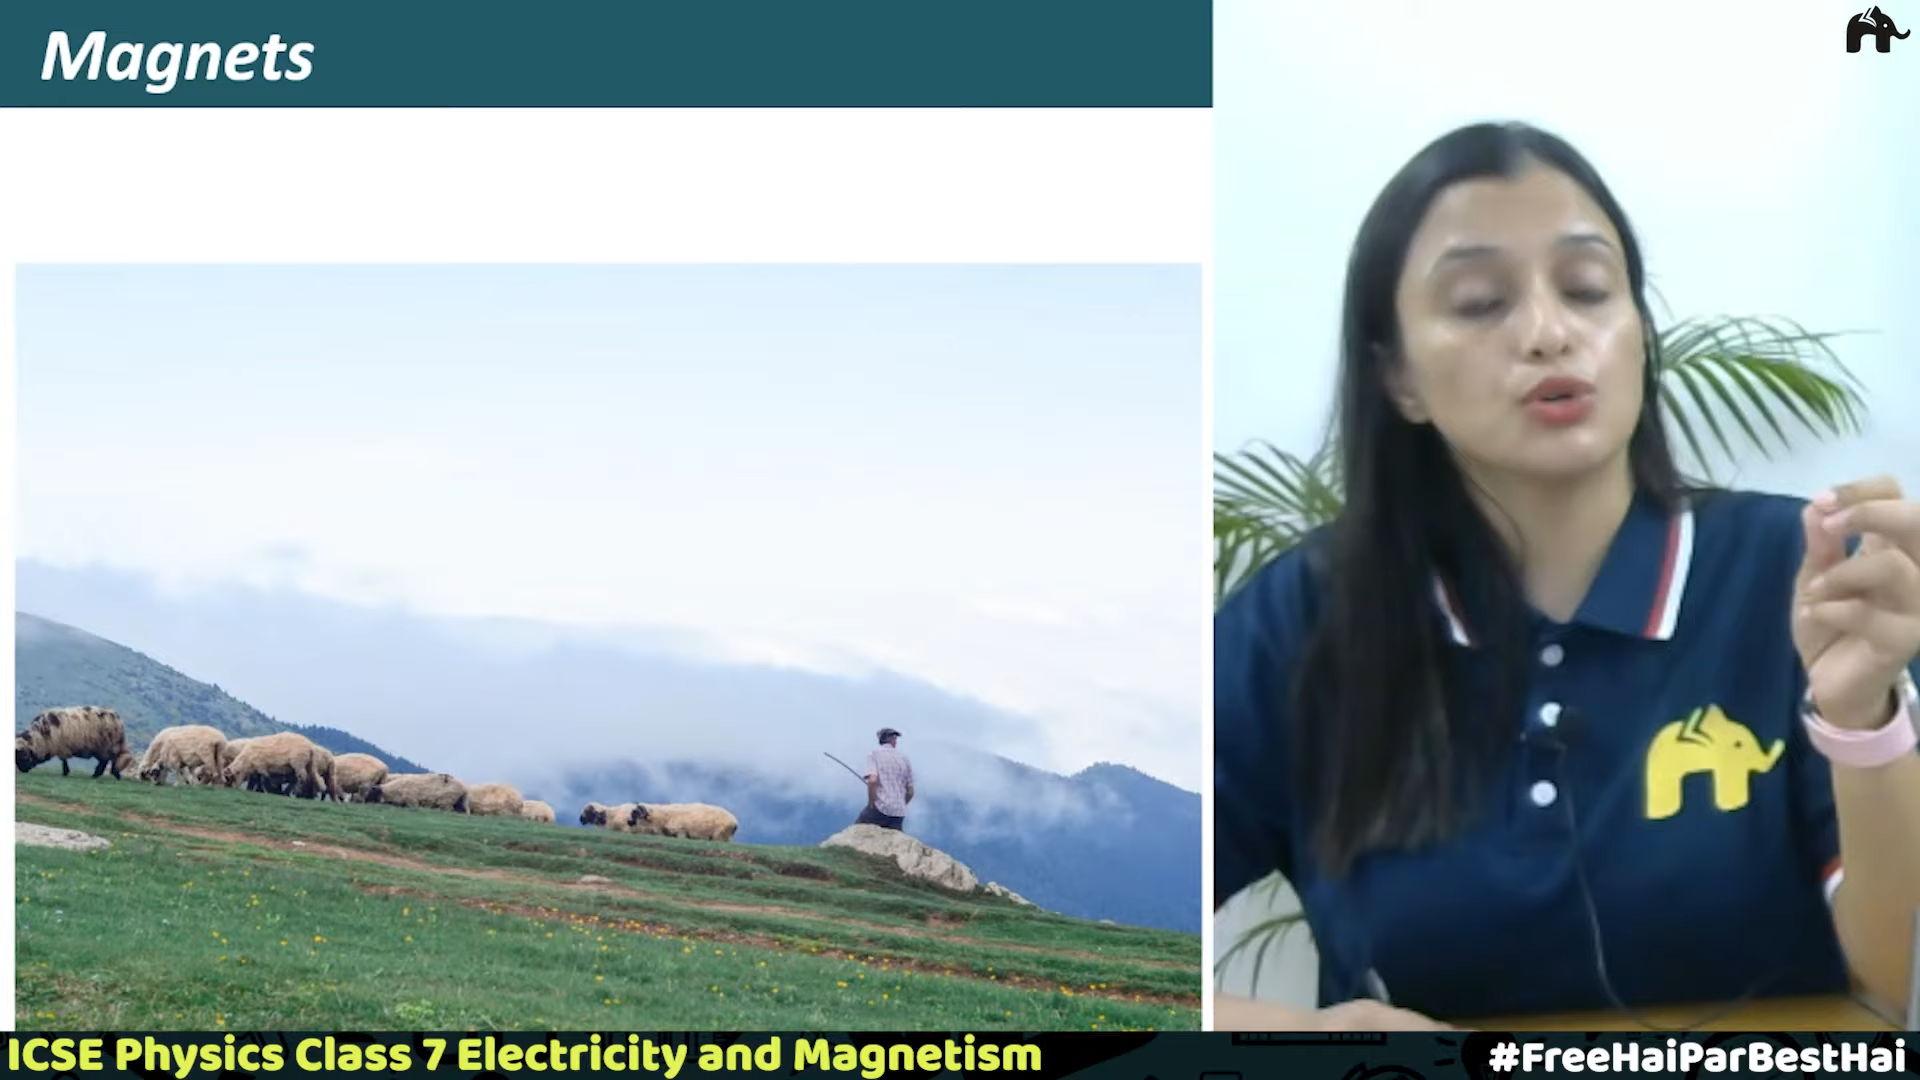 Magnets
ICSE Physics Class 7 Electricity and Magnetism
#FreeHaiParBestHai